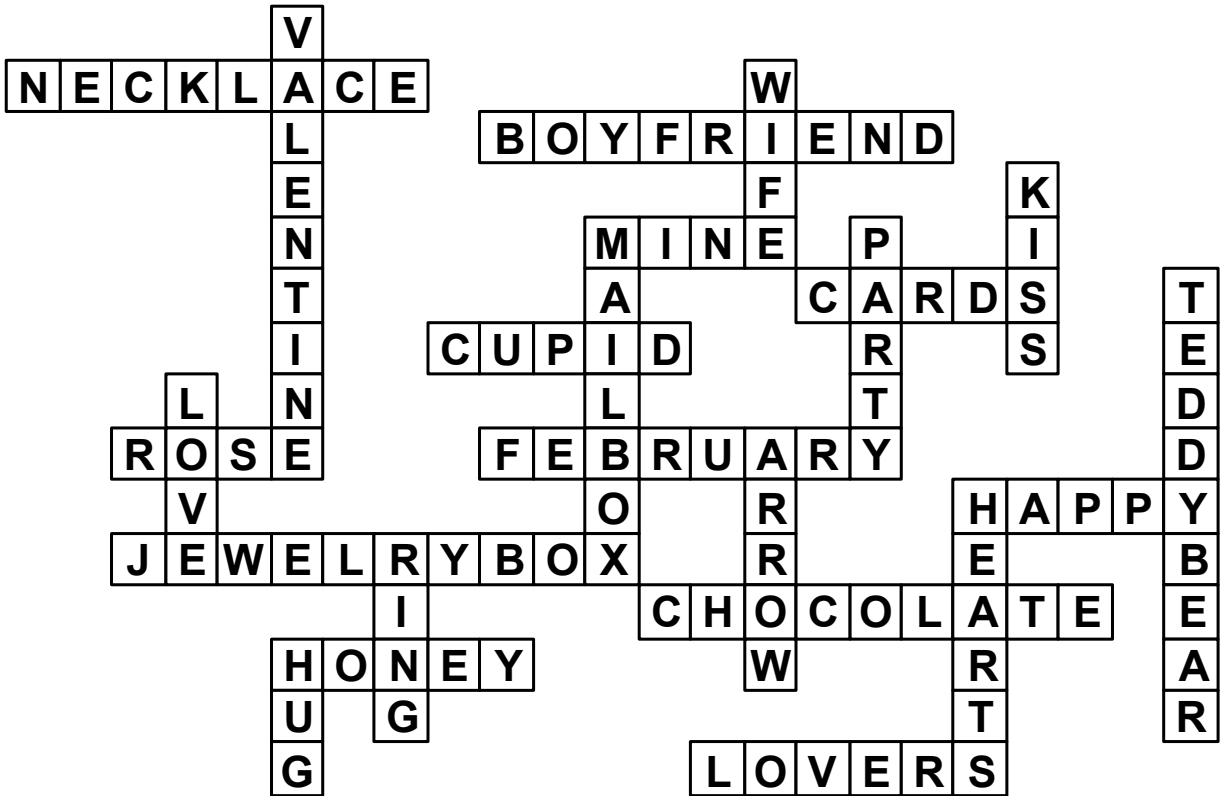 VALENTINE
NECKLACE
WIFE
BOYFRIEND
KISS
MINE
MAILBOX
PARTY
CARDS
TEDDYBEAR
CUPID
LOVE
ROSE
FEBRUARY
ARROW
HAPPY
HEARTS
JEWELRYBOX
RING
CHOCOLATE
HONEY
HUG
LOVERS